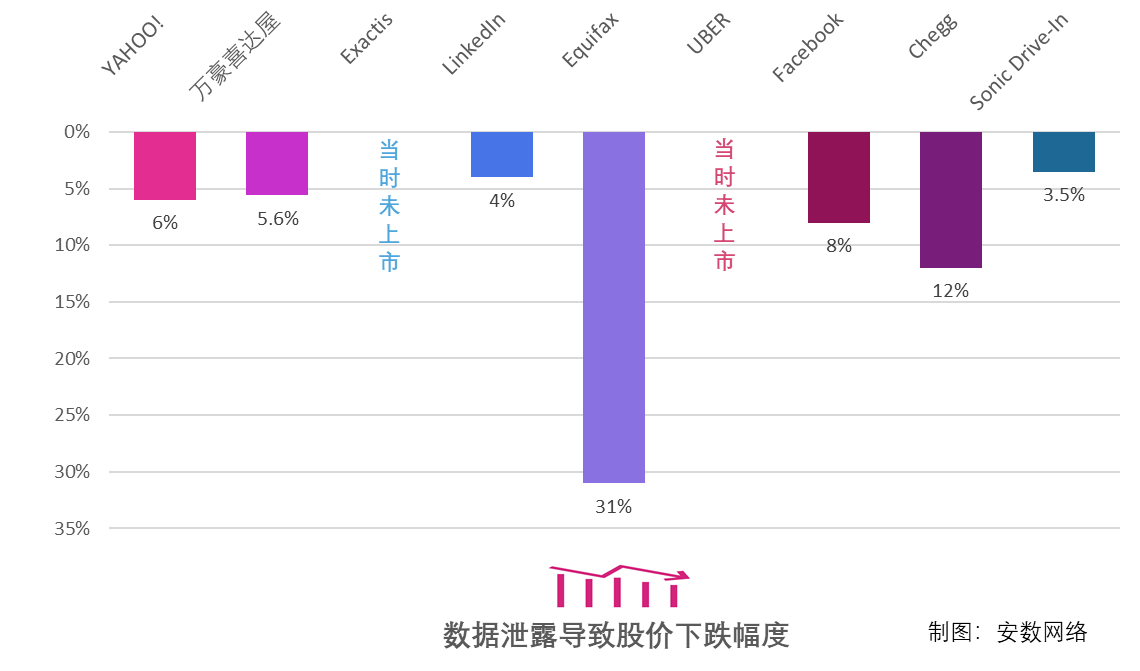 YAHOO!
万豪喜达屋
Exactis
LinkedIn
Equifax
UBER
Facebook
Chegg
Sonic Drive-In
0%
5%
10%
15%
20%
25%
30%
35%
6%
5.6%
当时未上市
4%
31%
当时未上市
8%
12%
3.5%
数据泄露导致股价下跌幅度
制图：安数网络